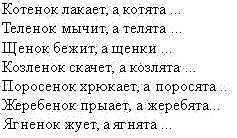 Котенок лакает, а котята ...
Теленок мычит, а телята ...
Щенок бежит, а щенки ...
Козленок скачет, а козлята ...
Поросенок хрюкает, а поросята ..
Жеребенок прыает, а жеребята...
Ягненок жует, а ягнята ...